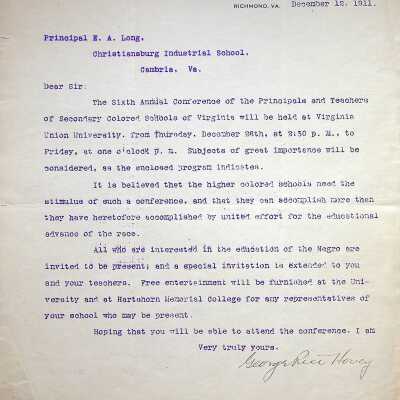 RICHMOND, VA. December 12, 1911.
Principal E. A. Long,
Christiansburg Industrial School,
Cambria, Va.
Dear Sir:
The Sixth Annual Conference of the Principals and Teachers
of Secondary Colored Schools of Virginia will be held at Virginia
Union University, from Thursday, December 28th, at 2:30 P. M., to
Friday, at one o'clock P. M. Subjects of great importance will be
considered, as the enclosed program indicates.
It is believed that the higher colored schools need the
stimulus of such a conference, and that they can accomplish more than
they have heretofore accomplished by united effort for the educational
advance of the race.
All who are interested in the education of the Negro are
invited to be present; and a special invitation is extended to you
and your teachers. Free entertainment will be furnished at the Uni-
versity and at Hartshorn Memorial College for any representatives of
your school who may be present.
Hoping that you will be able to attend the conference, I am
Very truly yours,
George Rice Hovey